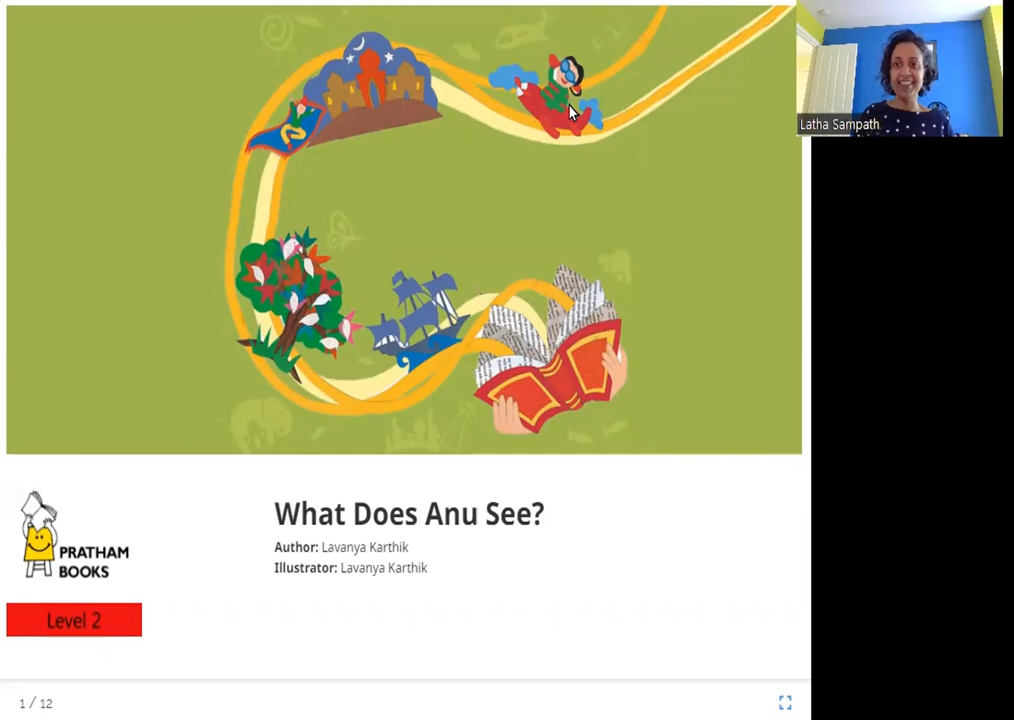 Latha Sampath
What Does Anu See?
Author: Lavanya Karthik
Illustrator: Lavanya Karthik
PRATHAM
BOOKS
Level 2
1 / 12